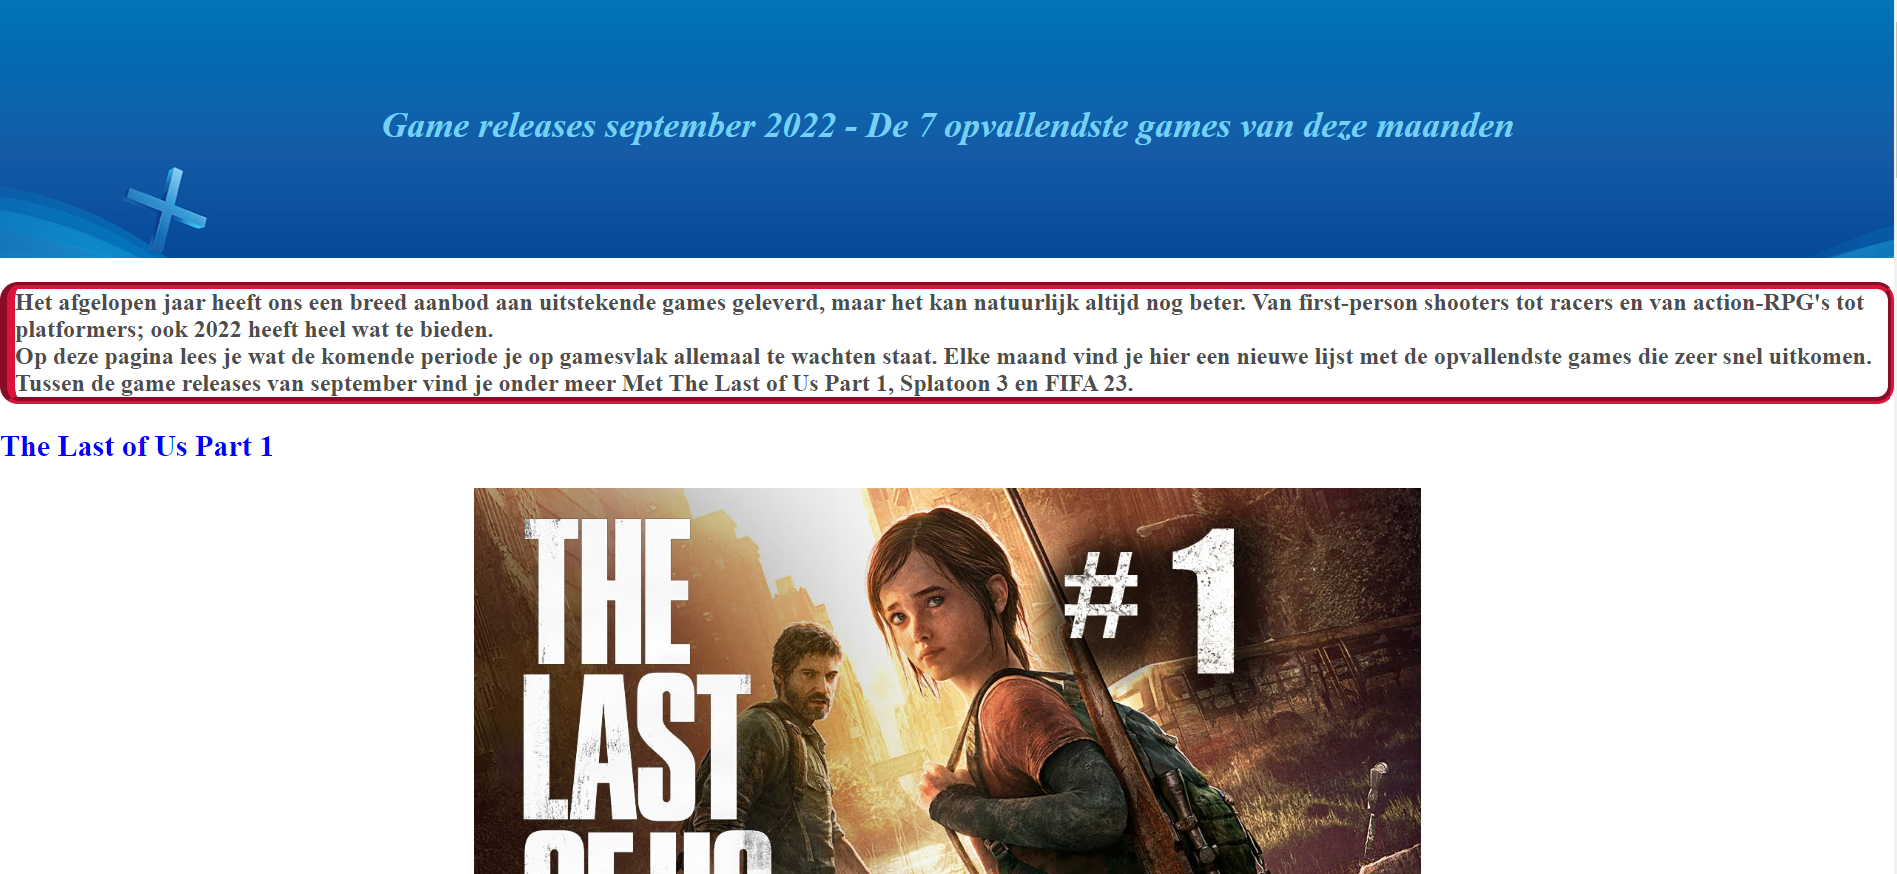 Game releases september 2022 - De 7 opvallendste games van deze maanden
Het afgelopen jaar heeft ons een breed aanbod aan uitstekende games geleverd, maar het kan natuurlijk altijd nog beter. Van first-person shooters tot racers en van action-RPG's tot
platformers; ook 2022 heeft heel wat te bieden.
Op deze pagina lees je wat de komende periode je op gamesvlak allemaal te wachten staat. Elke maand vind je hier een nieuwe lijst met de opvallendste games die zeer snel uitkomen.
Tussen de game releases van september vind je onder meer Met The Last of Us Part 1, Splatoon 3 en FIFA 23.
The Last of Us Part 1
THE
LAST
OF US
#1